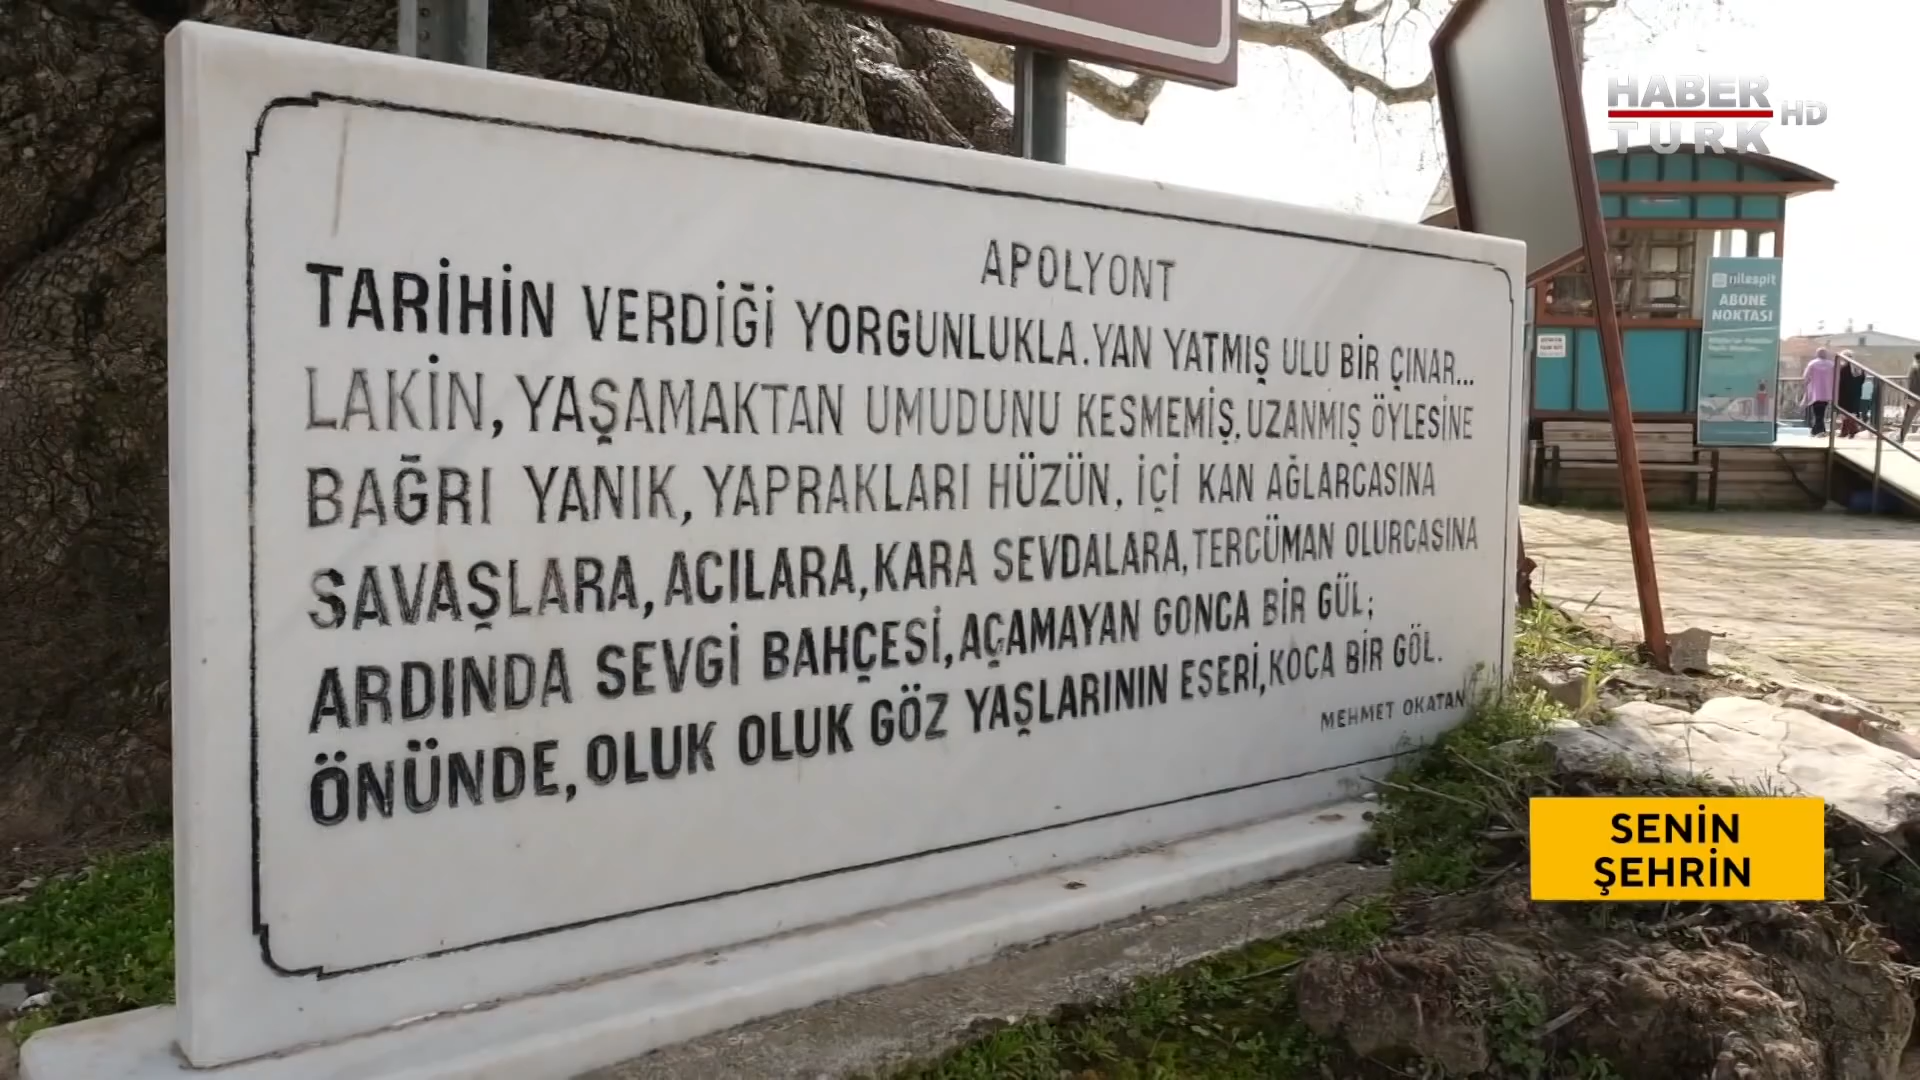 HABER
TÜRK HD
APOLYONT
TARİHİN VERDİĞİ YORGUNLUKLA. YAN YATMIŞ ULU BİR ÇINAR...
LAKİN, YAŞAMAKTAN UMUDUNU KESMEMİŞ, UZANMIŞ ÖYLESİNE
BAĞRI YANIK, YAPRAKLARI HÜZÜN, İÇİ KAN AĞLARCASINA
SAVAŞLARA, ACILARA, KARA SEVDALARA, TERCÜMAN OLURCASINA
ARDINDA SEVGİ BAHÇESİ, AÇAMAYAN GONCA BİR GÜL;
ÖNÜNDE, OLUK OLUK GÖZ YAŞLARININ ESERİ, KOCA BİR GÖL.
MEHMET OKATAN
nilespit
ABONE
NOKTASI
SENİN
ŞEHRİN